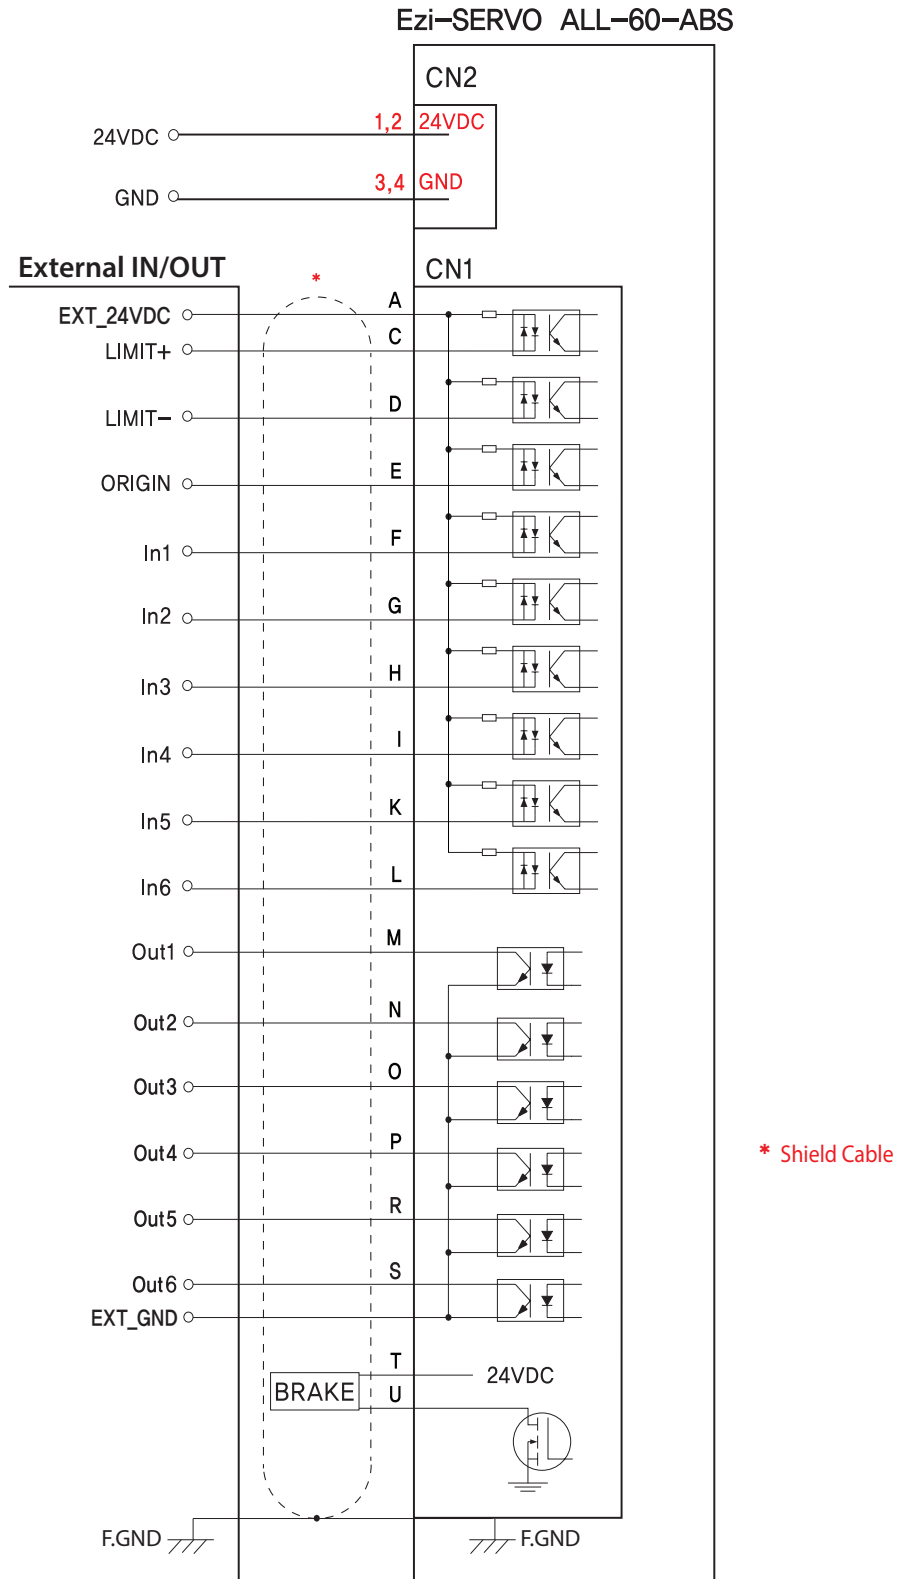 Ezi-SERVO ALL-60-ABS
CN2
24VDC 1,2 24VDC
GND 3,4 GND
External IN/OUT * CN1
EXT_24VDC A
LIMIT+ C
LIMIT- D
ORIGIN E
In1 F
In2 G
In3 H
In4 I
In5 K
In6 L
Out1 M
Out2 N
Out3 O
Out4 P
* Shield Cable
Out5 R
Out6 S
EXT_GND
T 24VDC
BRAKE U
F.GND F.GND